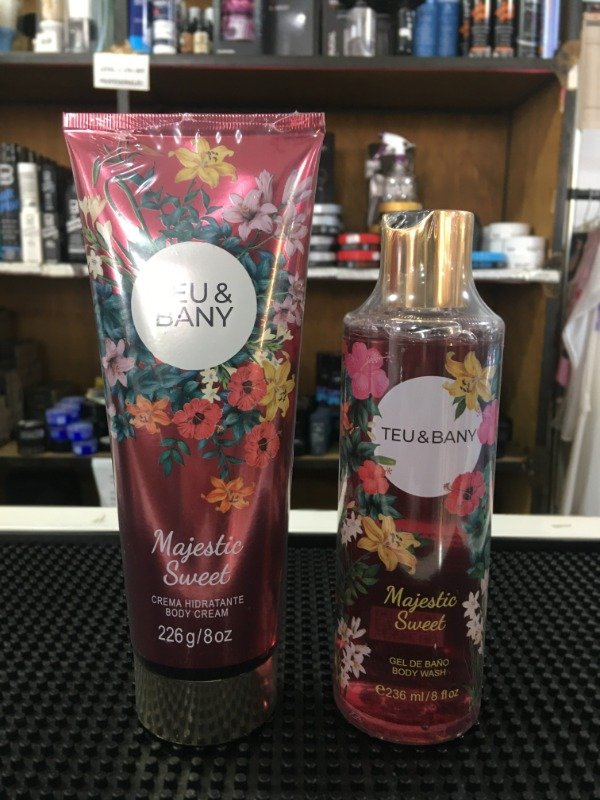 TEU &
BANY
Majestic
Sweet
CREMA HIDRATANTE
BODY CREAM
226g/8oz
TEU & BANY
Majestic
Sweet
GEL DE BAÑO
BODY WASH
℮236 ml/8 fl oz